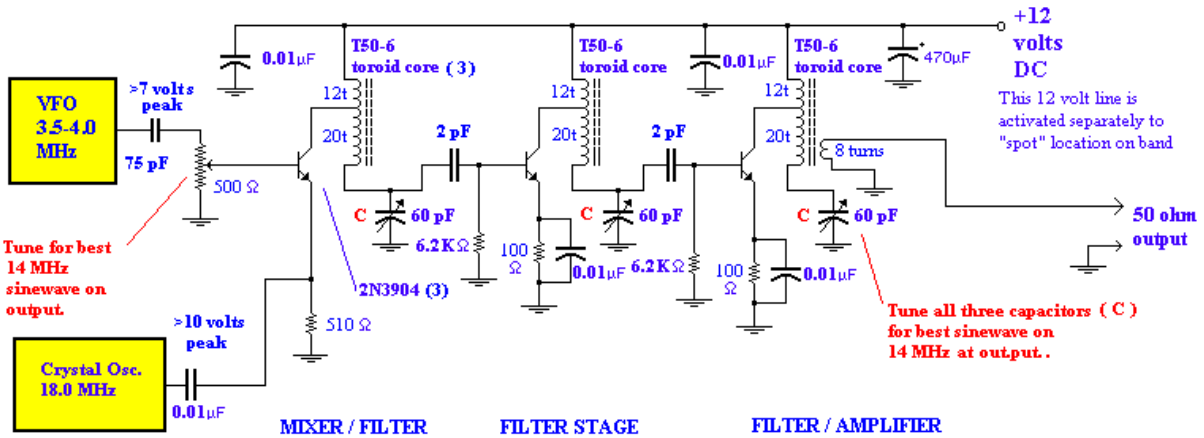 VFO
3.5-4.0
MHz
>7 volts
peak
75 pF
500 Ω
Tune for best
14 MHz
sinewave on
output.
Crystal Osc.
18.0 MHz
>10 volts
peak
0.01µF
510 Ω
2N3904 (3)
0.01µF
T50-6
toroid core (3)
12t
20t
C
60 pF
2 pF
6.2KΩ
T50-6
toroid core
12t
20t
C
60 pF
100
Ω
0.01µF
2 pF
6.2KΩ
0.01µF
T50-6
toroid core
12t
20t
8 turns
C
60 pF
100
Ω
0.01µF
+
470µF
+12
volts
DC
This 12 volt line is
activated separately to
"spot" location on band
50 ohm
output
Tune all three capacitors ( C )
for best sinewave on
14 MHz at output..
MIXER / FILTER
FILTER STAGE
FILTER / AMPLIFIER